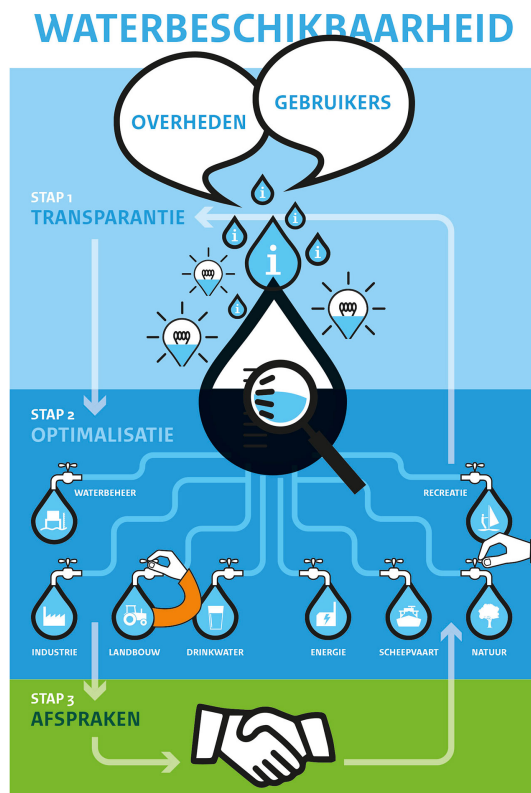 WATERBESCHIKBAARHEID
OVERHEDEN
GEBRUIKERS
STAP 1
TRANSPARANTIE
i
i
i
i
i
i
STAP 2
OPTIMALISATIE
WATERBEHEER
RECREATIE
INDUSTRIE
LANDBOUW
DRINKWATER
ENERGIE
SCHEEPVAART
NATUUR
STAP 3
AFSPRAKEN